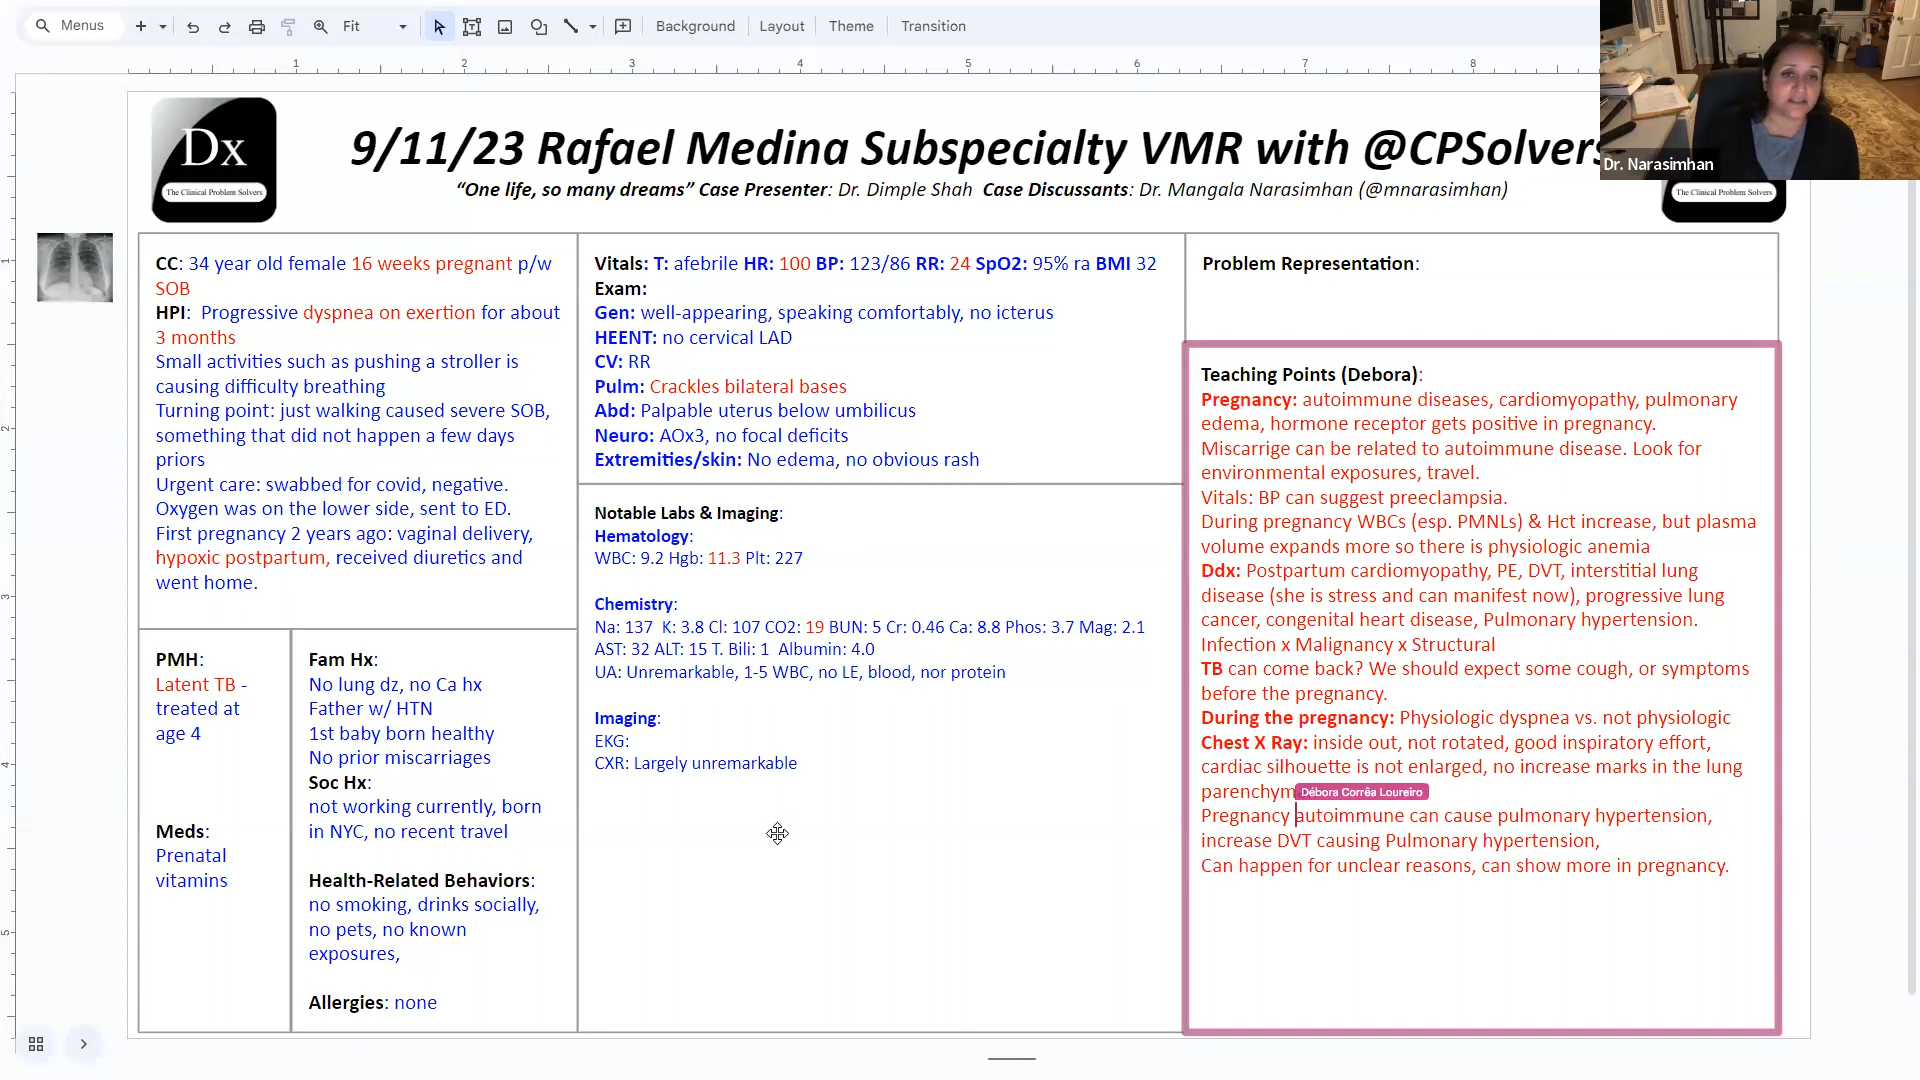 Menus
Fit
Background
Layout
Theme
Transition
1 2 3 4 5 6 7 8
Dr. Narasimhan
Dx
The Clinical Problem Solvers
9/11/23 Rafael Medina Subspecialty VMR with @CPSolvers
“One life, so many dreams” Case Presenter: Dr. Dimple Shah Case Discussants: Dr. Mangala Narasimhan (@mnarasimhan)
The Clinical Problem Solvers
1
2
3
4
5
CC: 34 year old female 16 weeks pregnant p/w
SOB
HPI: Progressive dyspnea on exertion for about
3 months
Small activities such as pushing a stroller is
causing difficulty breathing
Turning point: just walking caused severe SOB,
something that did not happen a few days
priors
Urgent care: swabbed for covid, negative.
Oxygen was on the lower side, sent to ED.
First pregnancy 2 years ago: vaginal delivery,
hypoxic postpartum, received diuretics and
went home.
PMH:
Latent TB -
treated at
age 4
Meds:
Prenatal
vitamins
Fam Hx:
No lung dz, no Ca hx
Father w/ HTN
1st baby born healthy
No prior miscarriages
Soc Hx:
not working currently, born
in NYC, no recent travel
Health-Related Behaviors:
no smoking, drinks socially,
no pets, no known
exposures,
Allergies: none
Vitals: T: afebrile HR: 100 BP: 123/86 RR: 24 SpO2: 95% ra BMI 32
Exam:
Gen: well-appearing, speaking comfortably, no icterus
HEENT: no cervical LAD
CV: RR
Pulm: Crackles bilateral bases
Abd: Palpable uterus below umbilicus
Neuro: AOx3, no focal deficits
Extremities/skin: No edema, no obvious rash
Notable Labs & Imaging:
Hematology:
WBC: 9.2 Hgb: 11.3 Plt: 227
Chemistry:
Na: 137 K: 3.8 Cl: 107 CO2: 19 BUN: 5 Cr: 0.46 Ca: 8.8 Phos: 3.7 Mag: 2.1
AST: 32 ALT: 15 T. Bili: 1 Albumin: 4.0
UA: Unremarkable, 1-5 WBC, no LE, blood, nor protein
Imaging:
EKG:
CXR: Largely unremarkable
Problem Representation:
Teaching Points (Debora):
Pregnancy: autoimmune diseases, cardiomyopathy, pulmonary
edema, hormone receptor gets positive in pregnancy.
Miscarrige can be related to autoimmune disease. Look for
environmental exposures, travel.
Vitals: BP can suggest preeclampsia.
During pregnancy WBCs (esp. PMNLs) & Hct increase, but plasma
volume expands more so there is physiologic anemia
Ddx: Postpartum cardiomyopathy, PE, DVT, interstitial lung
disease (she is stress and can manifest now), progressive lung
cancer, congenital heart disease, Pulmonary hypertension.
Infection x Malignancy x Structural
TB can come back? We should expect some cough, or symptoms
before the pregnancy.
During the pregnancy: Physiologic dyspnea vs. not physiologic
Chest X Ray: inside out, not rotated, good inspiratory effort,
cardiac silhouette is not enlarged, no increase marks in the lung
parenchym Débora Corrêa Loureiro
Pregnancy autoimmune can cause pulmonary hypertension,
increase DVT causing Pulmonary hypertension,
Can happen for unclear reasons, can show more in pregnancy.